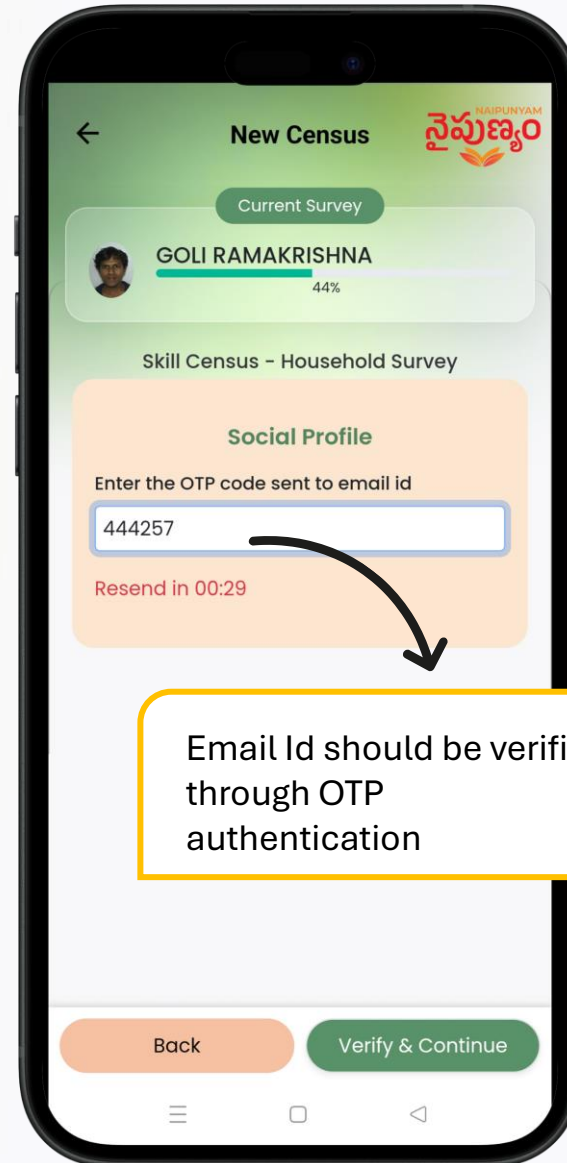 New Census
NAIPUNYAM
నైపుణ్యం
Current Survey
GOLI RAMAKRISHNA
44%
Skill Census - Household Survey
Social Profile
Enter the OTP code sent to email id
444257
Resend in 00:29
Email Id should be verifi
through OTP
authentication
Back
Verify & Continue